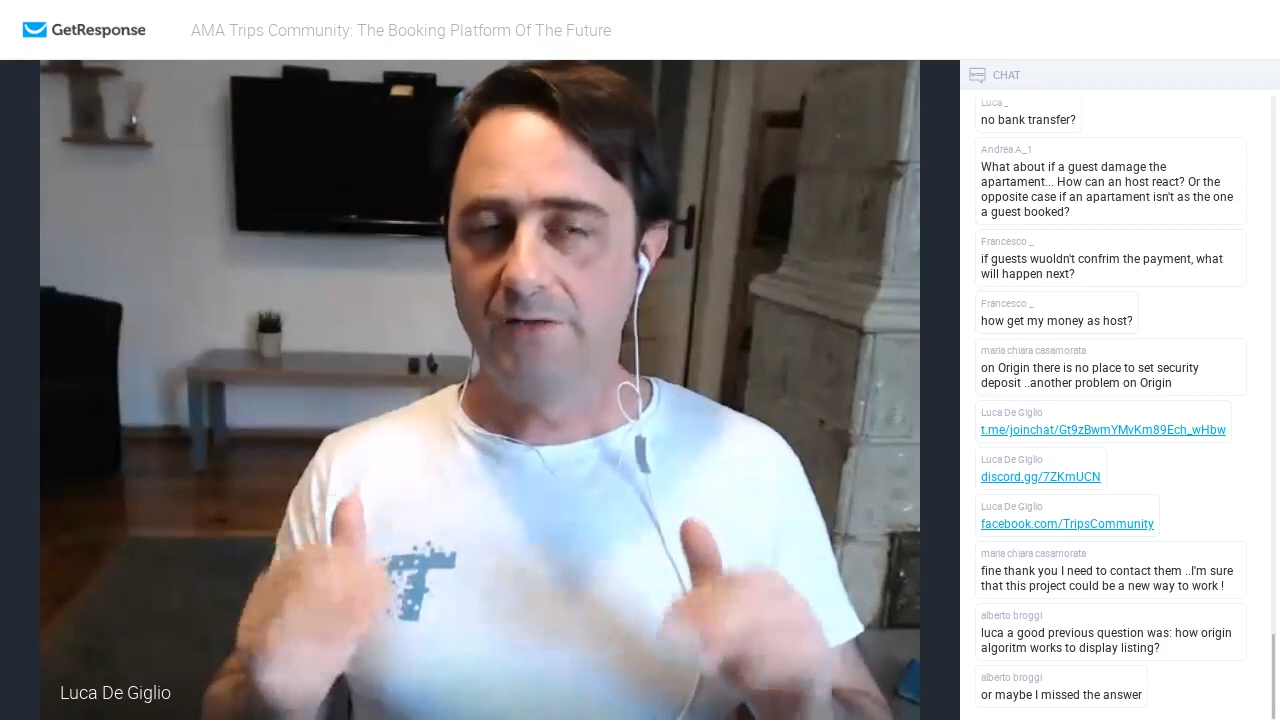 GetResponse
AMA Trips Community: The Booking Platform Of The Future
CHAT
Luca _
no bank transfer?
Andrea A_1
What about if a guest damage the
apartament... How can an host react? Or the
opposite case if an apartament isn't as the one
a guest booked?
Francesco _
if guests wuoldn't confrim the payment, what
will happen next?
Francesco _
how get my money as host?
maria chiara casamorata
on Origin there is no place to set security
deposit ..another problem on Origin
Luca De Giglio
t.me/joinchat/Gt9zBwmYMvKm89Ech_wHbw
Luca De Giglio
discord.gg/7ZKmUCN
Luca De Giglio
facebook.com/TripsCommunity
maria chiara casamorata
fine thank you I need to contact them ..I'm sure
that this project could be a new way to work !
alberto broggi
luca a good previous question was: how origin
algoritm works to display listing?
alberto broggi
or maybe I missed the answer
T
Luca De Giglio